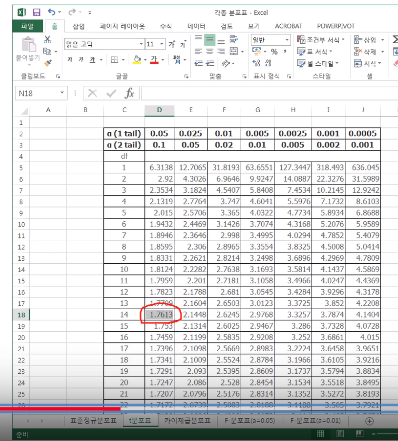 각종 분포표 - Excel
파일 홈 삽입 페이지 레이아웃 수식 데이터 검토 보기 ACROBAT POWERPIVOT
붙여넣기 맑은 고딕 11 가 가 일반 조건부 서식 삽입
가 가 가 % 표 서식 삭제
셀 스타일 서식
클립보드 글꼴 맞춤 표시 형식 스타일 셀
N18 fx
A B C D E F G H I J
1
2 α (1 tail) 0.05 0.025 0.01 0.005 0.0025 0.001 0.0005
3 α (2 tail) 0.1 0.05 0.02 0.01 0.005 0.002 0.001
4 df
5 1 6.3138 12.7065 31.8193 63.6551 127.3447 318.493 636.045
6 2 2.92 4.3026 6.9646 9.9247 14.0887 22.3276 31.5989
7 3 2.3534 3.1824 4.5407 5.8408 7.4534 10.2145 12.9242
8 4 2.1319 2.7764 3.747 4.6041 5.5976 7.1732 8.6103
9 5 2.015 2.5706 3.365 4.0322 4.7734 5.8934 6.8688
10 6 1.9432 2.4469 3.1426 3.7074 4.3168 5.2076 5.9589
11 7 1.8946 2.3646 2.998 3.4995 4.0294 4.7852 5.4079
12 8 1.8595 2.306 2.8965 3.3554 3.8325 4.5008 5.0414
13 9 1.8331 2.2621 2.8214 3.2498 3.6896 4.2969 4.7809
14 10 1.8124 2.2282 2.7638 3.1693 3.5814 4.1437 4.5869
15 11 1.7959 2.201 2.7181 3.1058 3.4966 4.0247 4.4369
16 12 1.7823 2.1788 2.681 3.0545 3.4284 3.9296 4.3178
17 13 1.7709 2.1604 2.6503 3.0123 3.3725 3.852 4.2208
18 14 1.7613 2.1448 2.6245 2.9768 3.3257 3.7874 4.1404
19 15 1.753 2.1314 2.6025 2.9467 3.286 3.7328 4.0728
20 16 1.7459 2.1199 2.5835 2.9208 3.252 3.6861 4.015
21 17 1.7396 2.1098 2.5669 2.8983 3.2224 3.6458 3.9651
22 18 1.7341 2.1009 2.5524 2.8784 3.1966 3.6105 3.9216
23 19 1.7291 2.093 2.5395 2.8609 3.1737 3.5794 3.8834
24 20 1.7247 2.086 2.528 2.8454 3.1534 3.5518 3.8495
25 21 1.7207 2.0796 2.5176 2.8314 3.1352 3.5272 3.8193
표준정규분포표 t분포표 카이제곱분포표 F 분포표(a=0.05) F 분포표(a=0.01)
준비